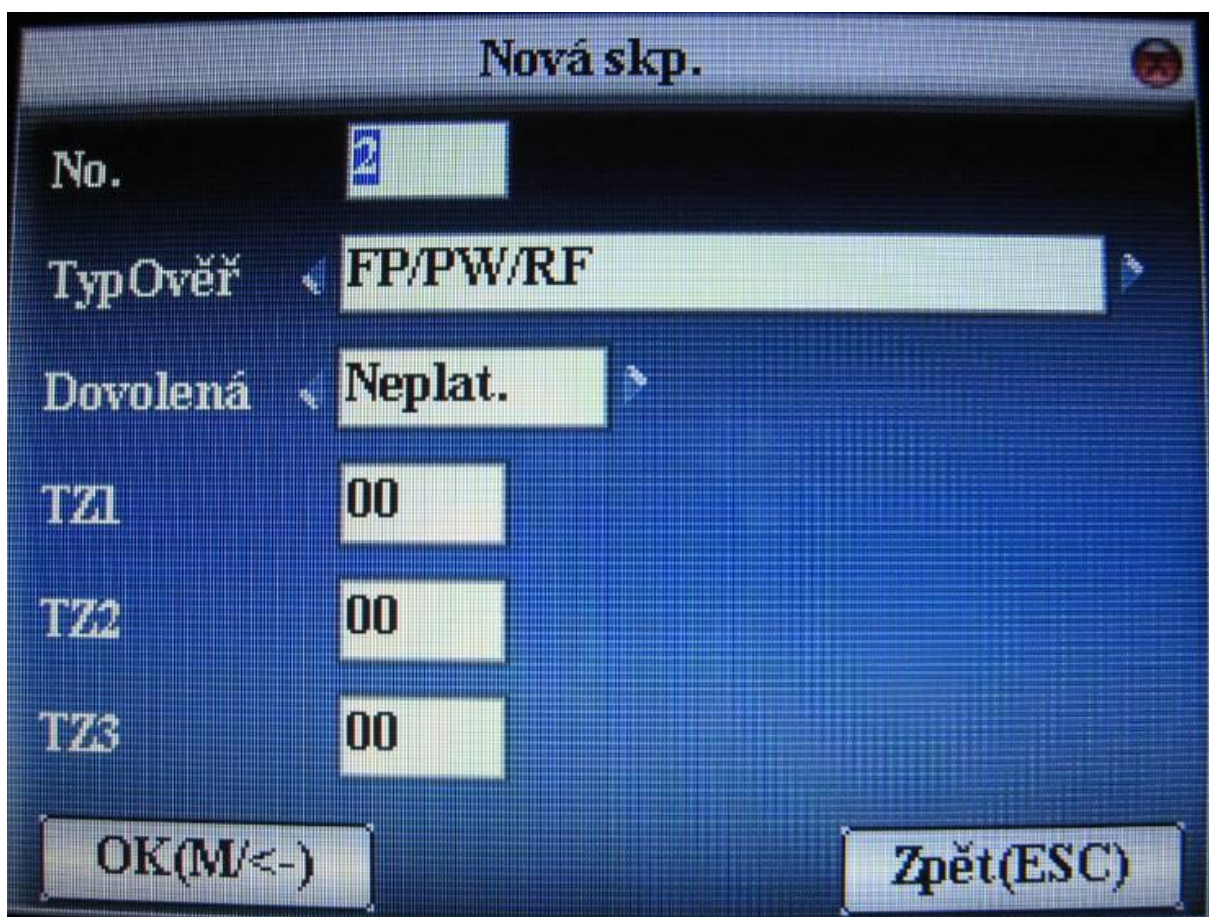 Nová skp.
No. 2
TypOvěř FP/PW/RF
Dovolená Neplat.
TZ1 00
TZ2 00
TZ3 00
OK(M/<-) Zpět(ESC)